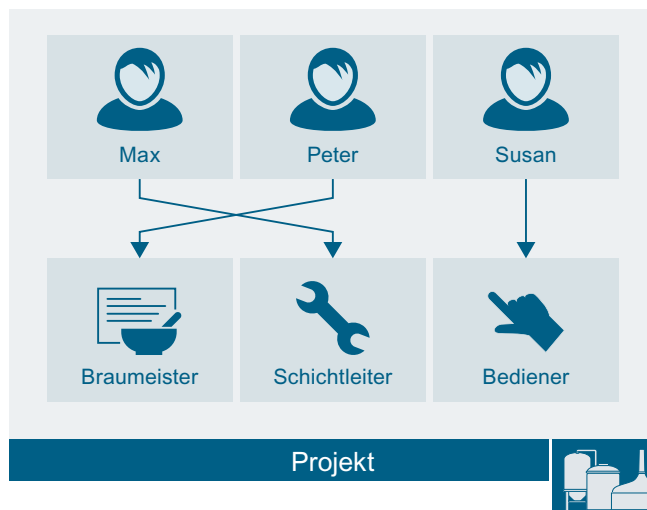 Max
Peter
Susan
Braumeister
Schichtleiter
Bediener
Projekt